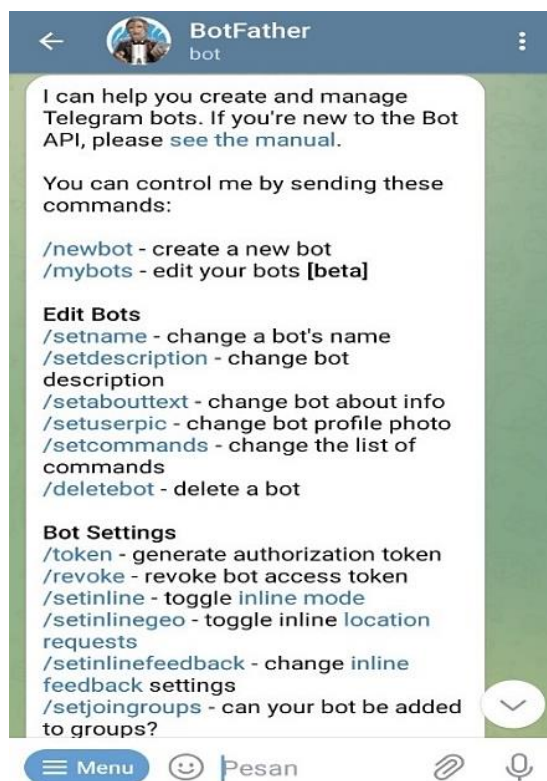 BotFather
bot
I can help you create and manage
Telegram bots. If you're new to the Bot
API, please see the manual.
You can control me by sending these
commands:
/newbot - create a new bot
/mybots - edit your bots [beta]
Edit Bots
/setname - change a bot's name
/setdescription - change bot
description
/setabouttext - change bot about info
/setuserpic - change bot profile photo
/setcommands - change the list of
commands
/deletebot - delete a bot
Bot Settings
/token - generate authorization token
/revoke - revoke bot access token
/setinline - toggle inline mode
/setinlinegeo - toggle inline location
requests
/setinlinefeedback - change inline
feedback settings
/setjoingroups - can your bot be added
to groups?
Menu
Pesan